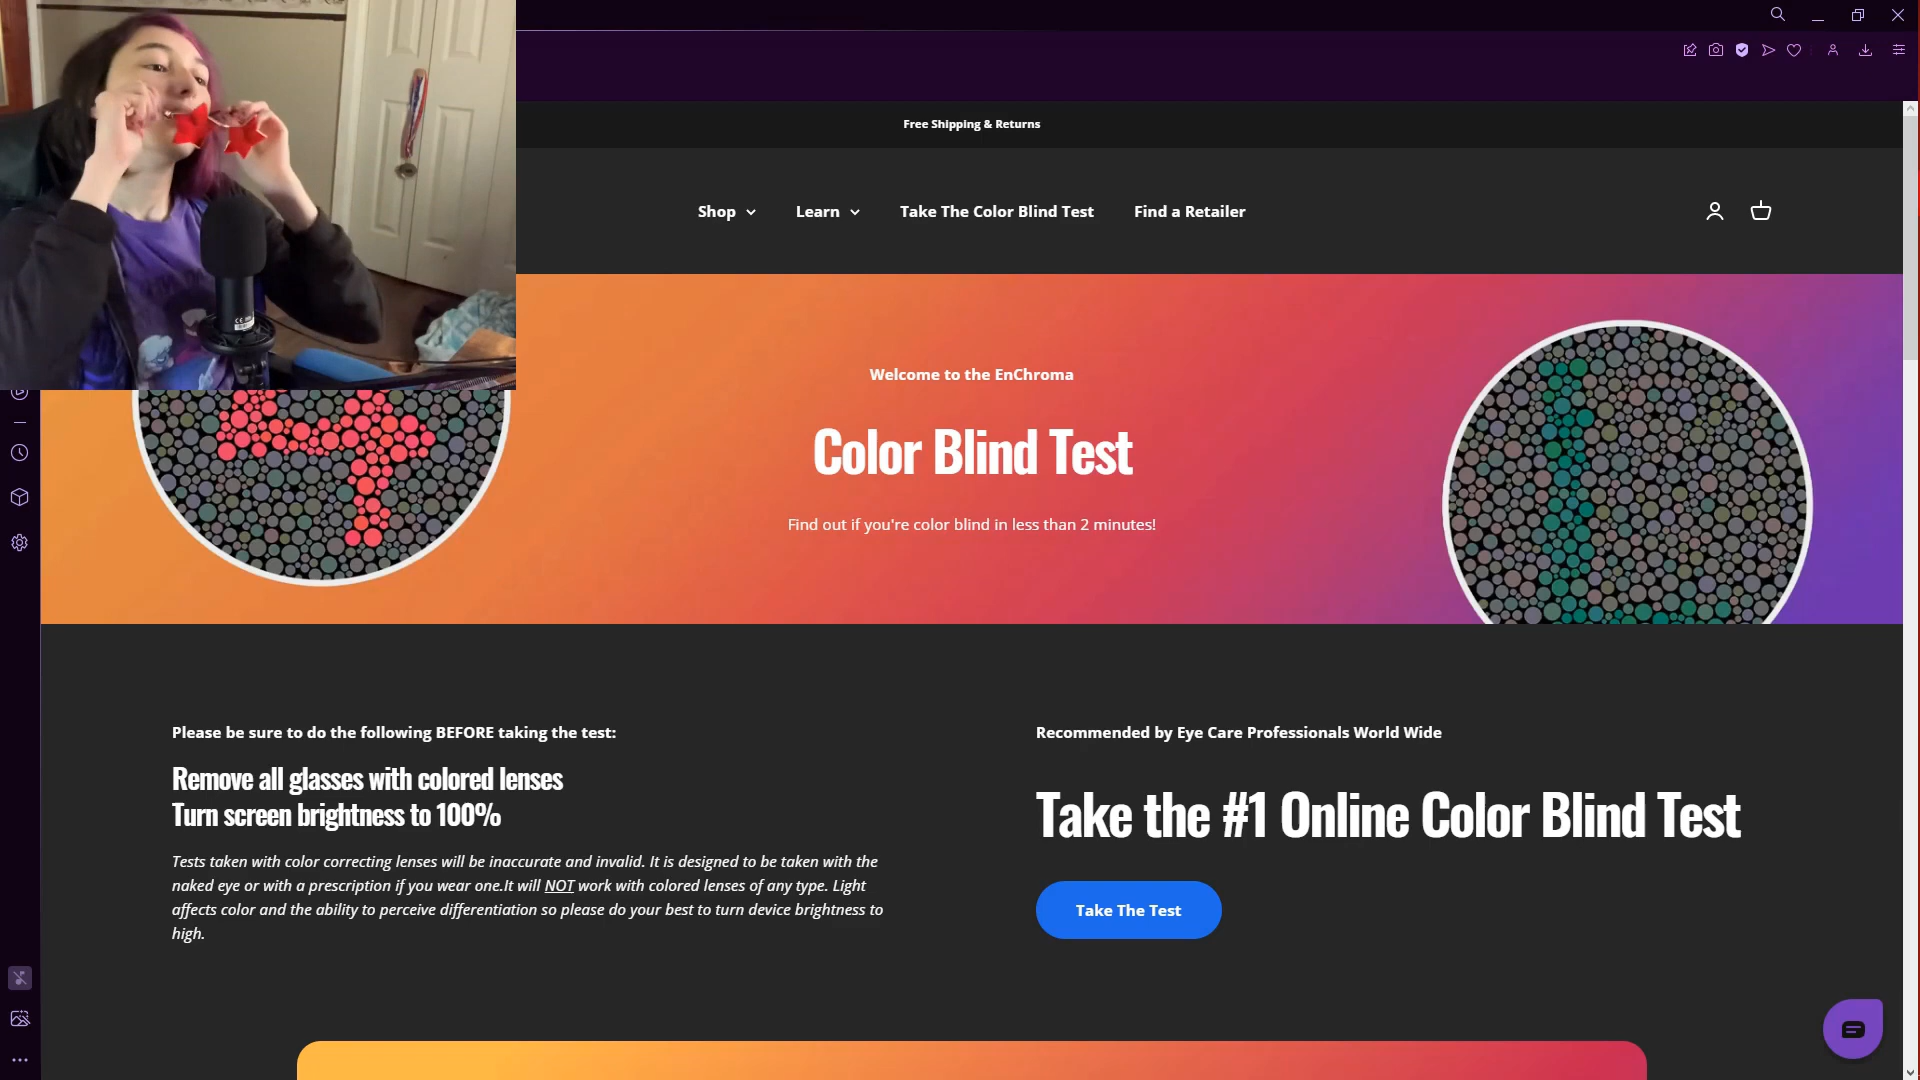 Free Shipping & Returns
Shop Learn Take The Color Blind Test Find a Retailer
Welcome to the EnChroma
Color Blind Test
Find out if you're color blind in less than 2 minutes!
Please be sure to do the following BEFORE taking the test:
Remove all glasses with colored lenses
Turn screen brightness to 100%
Tests taken with color correcting lenses will be inaccurate and invalid. It is designed to be taken with the
naked eye or with a prescription if you wear one.It will NOT work with colored lenses of any type. Light
affects color and the ability to perceive differentiation so please do your best to turn device brightness to
high.
Recommended by Eye Care Professionals World Wide
Take the #1 Online Color Blind Test
Take The Test